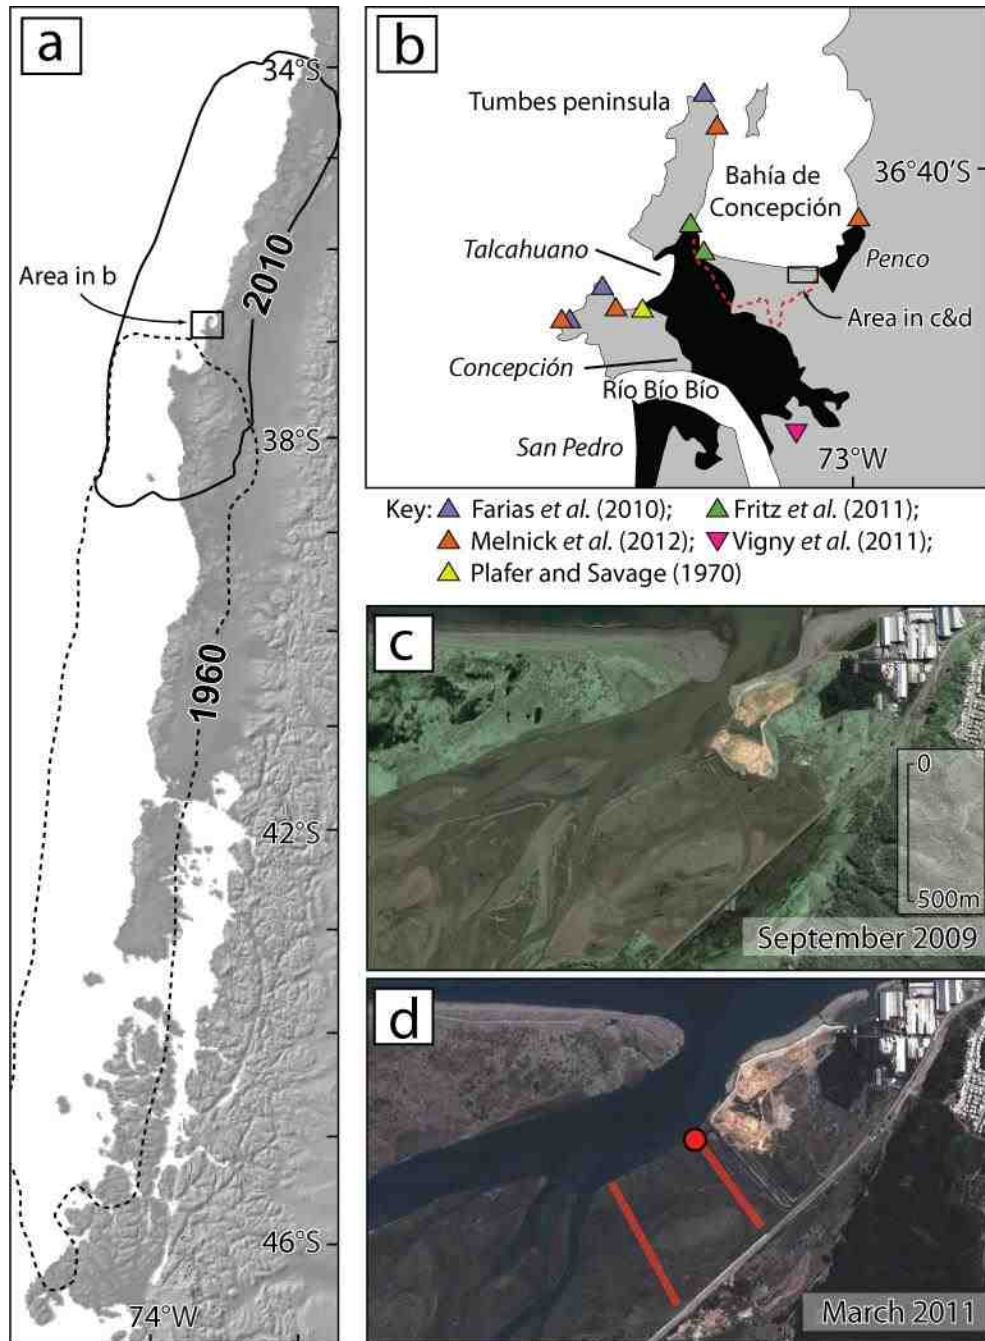 a
34°S
2010
Area in b
38°S
1960
42°S
46°S
74°W
b
Tumbes peninsula
36°40'S
Bahía de
Concepción
Talcahuano
Penco
Area in c&d
Concepción
Río Bío Bío
San Pedro
73°W
Key: Farias et al. (2010); Fritz et al. (2011);
Melnick et al. (2012); Vigny et al. (2011);
Plafer and Savage (1970)
c
0
500m
September 2009
d
March 2011